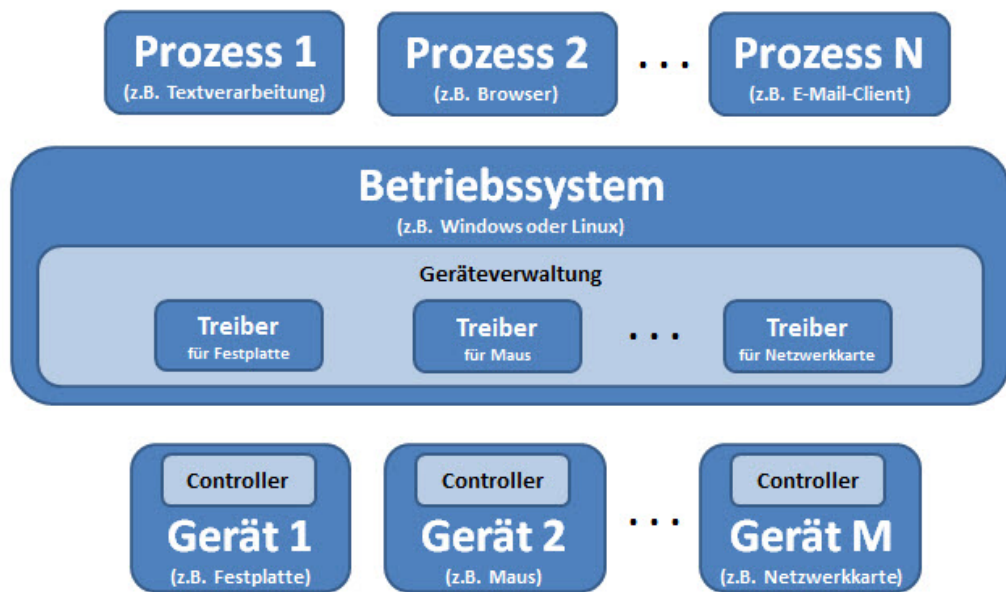 Prozess 1
(z.B. Textverarbeitung)
Prozess 2
(z.B. Browser)
. . .
Prozess N
(z.B. E-Mail-Client)
Betriebssystem
(z.B. Windows oder Linux)
Geräteverwaltung
Treiber
für Festplatte
Treiber
für Maus
. . .
Treiber
für Netzwerkkarte
Controller
Gerät 1
(z.B. Festplatte)
Controller
Gerät 2
(z.B. Maus)
. . .
Controller
Gerät M
(z.B. Netzwerkkarte)